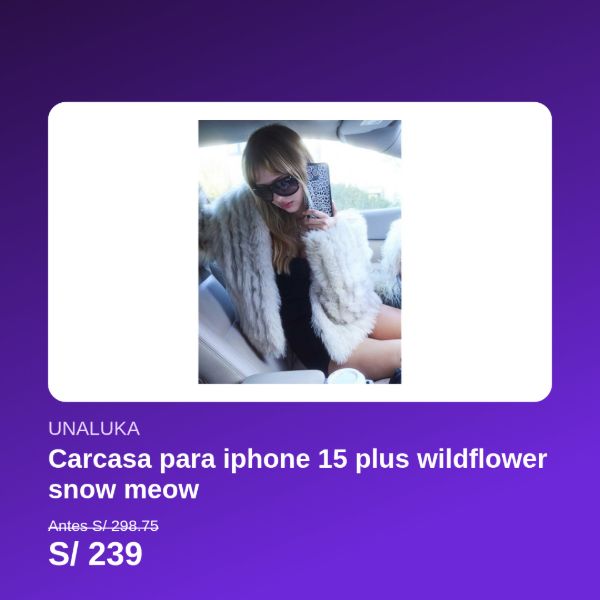 UNALUKA
Carcasa para iphone 15 plus wildflower
snow meow
Antes S/ 298.75
S/ 239